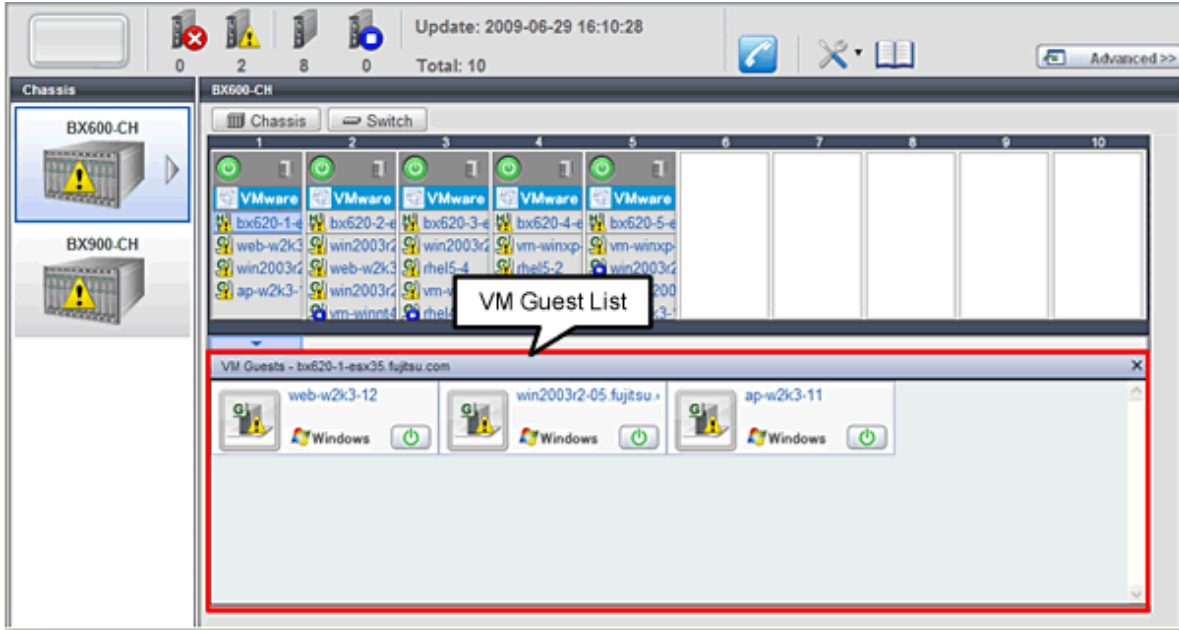 Update: 2009-06-29 16:10:28
0 2 8 0 Total: 10
Advanced >>
Chassis
BX600-CH
BX600-CH
BX900-CH
Chassis Switch
1 2 3 4 5 6 7 8 9 10
VMware VMware VMware VMware VMware
bx620-1-e bx620-2-e bx620-3-e bx620-4-e bx620-5-e
web-w2k3 win2003r2 win2003r2 vm-winxp- vm-winxp-
win2003r2 web-w2k3 rhel5-4 rhel5-2 win2003r2
ap-w2k3-1 win2003r2
vm-winnt4
VM Guest List
VM Guests - bx620-1-esx35.fujitsu.com
web-w2k3-12 win2003r2-05.fujitsu. ap-w2k3-11
Windows Windows Windows